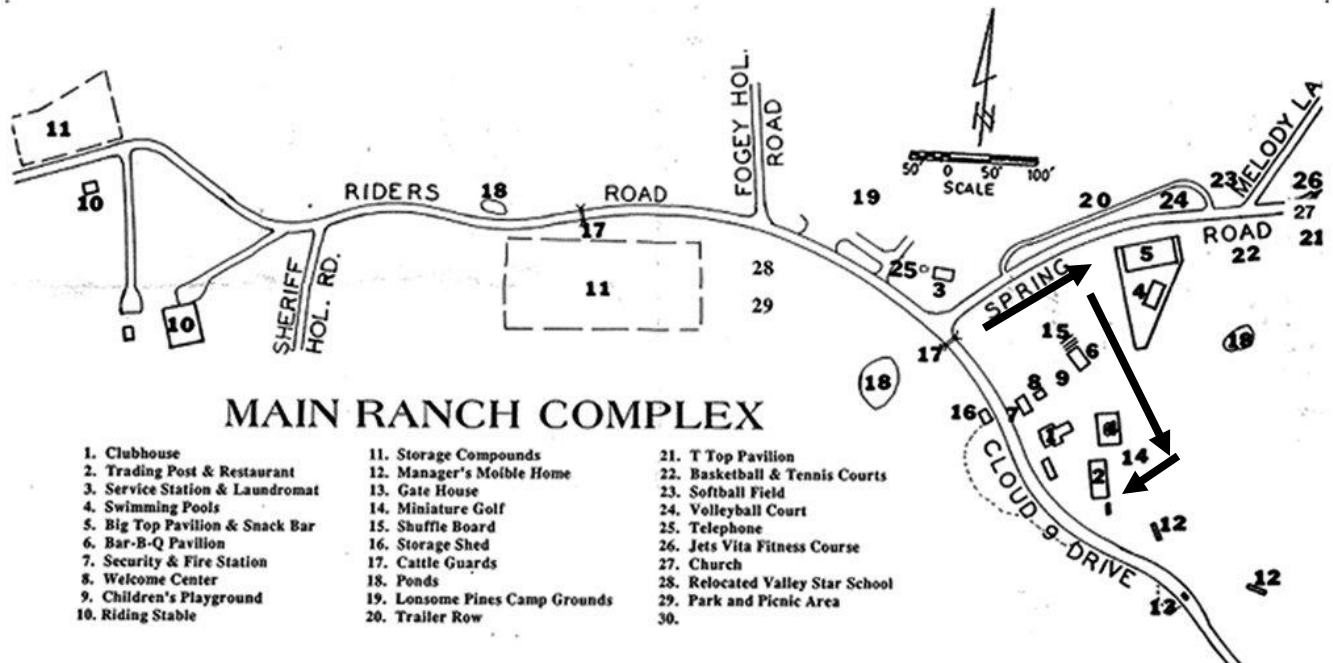 11
10
RIDERS ROAD
18
17
FOGEY HOL. ROAD
19
50' 0 50' 100'
SCALE
20
24
23
MELODY LA
26
27
21
ROAD
22
SPRING
5
4
18
25
3
28
29
11
10
SHERIFF HOL. RD.
17
18
15
6
9
8
7
16
1
14
2
CLOUD 9 DRIVE
12
12
13
MAIN RANCH COMPLEX
1. Clubhouse
2. Trading Post & Restaurant
3. Service Station & Laundromat
4. Swimming Pools
5. Big Top Pavilion & Snack Bar
6. Bar-B-Q Pavilion
7. Security & Fire Station
8. Welcome Center
9. Children's Playground
10. Riding Stable
11. Storage Compounds
12. Manager's Moible Home
13. Gate House
14. Miniature Golf
15. Shuffle Board
16. Storage Shed
17. Cattle Guards
18. Ponds
19. Lonsome Pines Camp Grounds
20. Trailer Row
21. T Top Pavilion
22. Basketball & Tennis Courts
23. Softball Field
24. Volleyball Court
25. Telephone
26. Jets Vita Fitness Course
27. Church
28. Relocated Valley Star School
29. Park and Picnic Area
30.